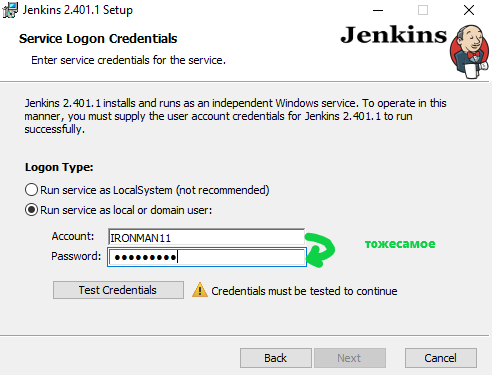 Jenkins 2.401.1 Setup
Service Logon Credentials
Enter service credentials for the service.
Jenkins
Jenkins 2.401.1 installs and runs as an independent Windows service. To operate in this
manner, you must supply the user account credentials for Jenkins 2.401.1 to run
successfully.
Logon Type:
Run service as LocalSystem (not recommended)
Run service as local or domain user:
Account: IRONMAN11
тожесамое
Password: ●●●●●●●●●
Test Credentials
Credentials must be tested to continue
Back
Next
Cancel